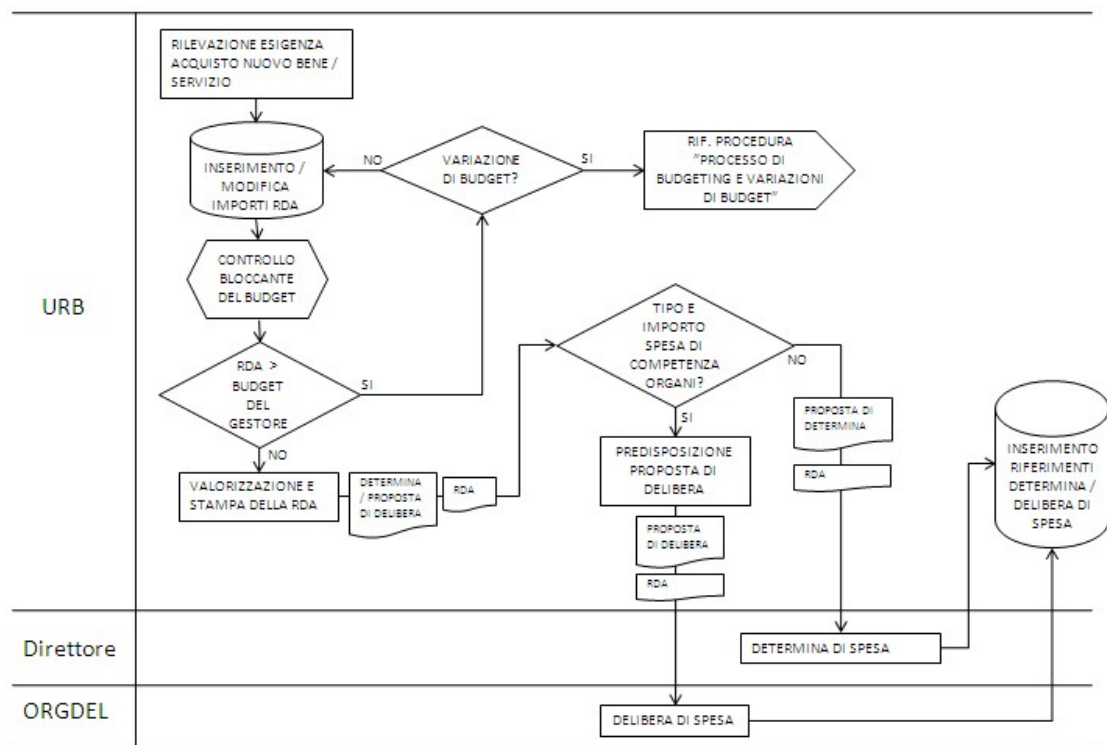 RILEVAZIONE ESIGENZA
ACQUISTO NUOVO BENE /
SERVIZIO
INSERIMENTO /
MODIFICA
IMPORTI RDA
NO
VARIAZIONE
DI BUDGET?
SI
RIF. PROCEDURA
"PROCESSO DI
BUDGETING E VARIAZIONI
DI BUDGET"
CONTROLLO
BLOCCANTE
DEL BUDGET
URB
RDA >
BUDGET
DEL
GESTORE
SI
NO
VALORIZZAZIONE E
STAMPA DELLA RDA
DETERMINA
/ PROPOSTA
DI DELIBERA
RDA
TIPO E
IMPORTO
SPESA DI
COMPETENZA
ORGANI?
NO
SI
PREDISPOSIZIONE
PROPOSTA DI
DELIBERA
PROPOSTA
DI DELIBERA
RDA
PROPOSTA DI
DETERMINA
RDA
INSERIMENTO
RIFERIMENTI
DETERMINA /
DELIBERA DI
SPESA
Direttore
DETERMINA DI SPESA
ORGDEL
DELIBERA DI SPESA